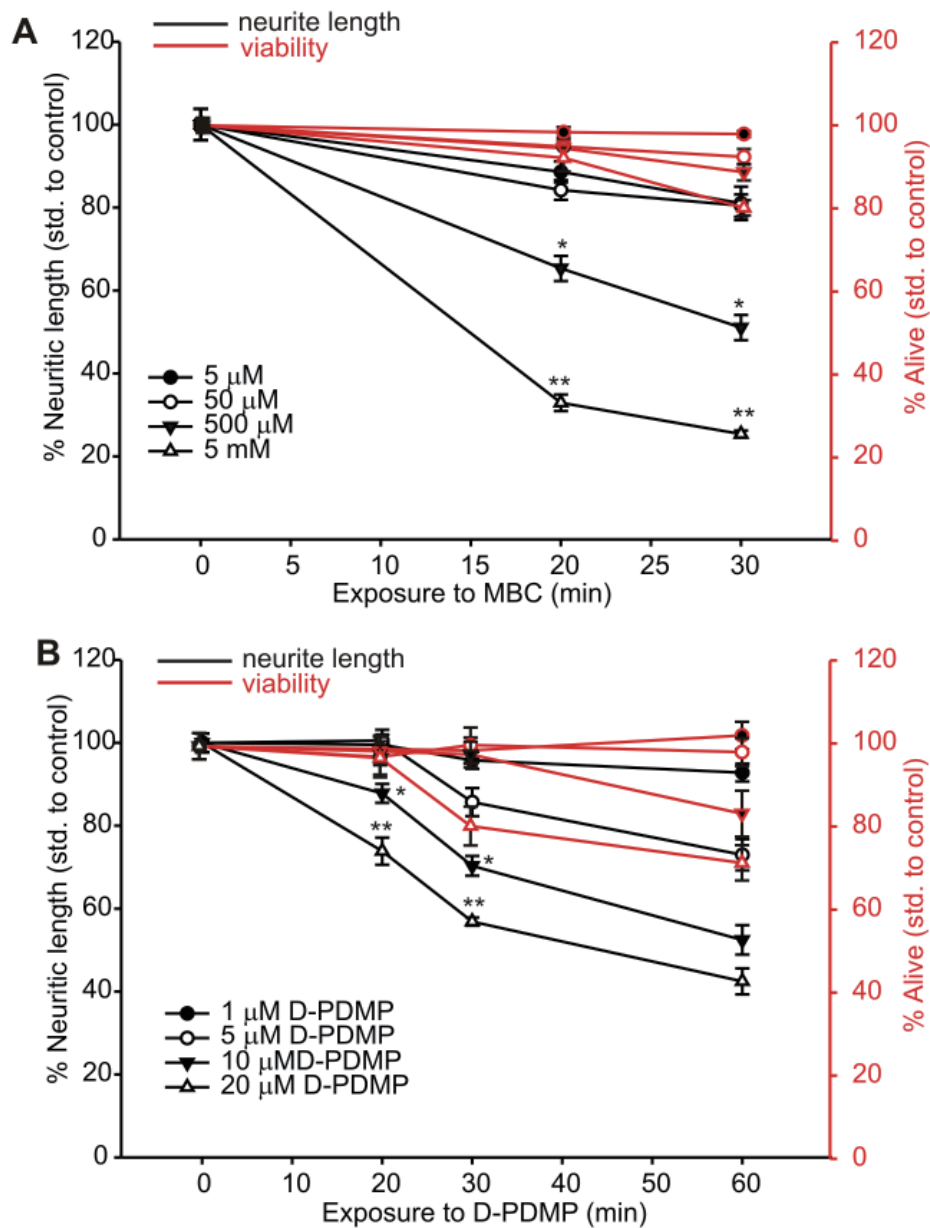 A
neurite length
viability
120
100
80
60
40
20
0
% Neuritic length (std. to control)
120
100
80
60
40
20
0
% Alive (std. to control)
*
*
**
**
5 μM
50 μM
500 μM
5 mM
0 5 10 15 20 25 30
Exposure to MBC (min)
B
neurite length
viability
120
100
80
60
40
20
0
% Neuritic length (std. to control)
120
100
80
60
40
20
0
% Alive (std. to control)
*
**
*
**
1 μM D-PDMP
5 μM D-PDMP
10 μMD-PDMP
20 μM D-PDMP
0 10 20 30 40 50 60
Exposure to D-PDMP (min)